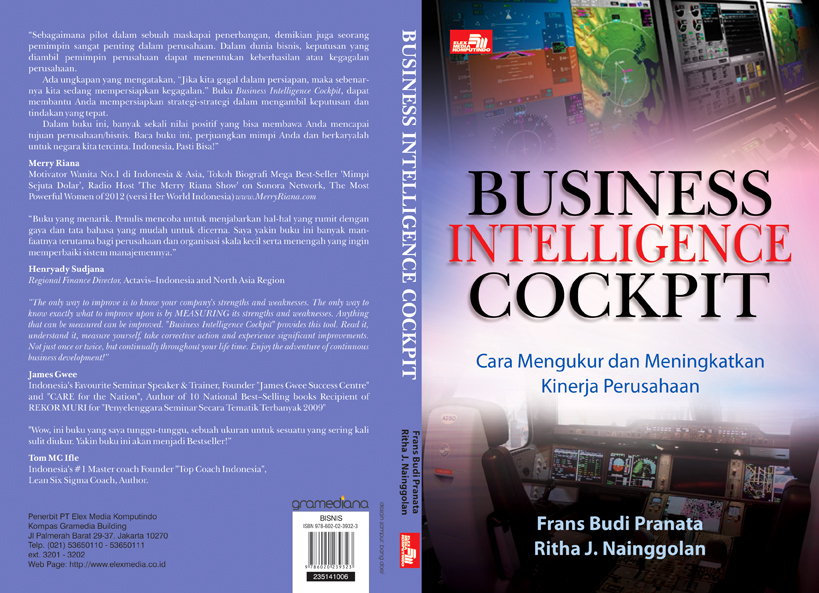 "Sebagaimana pilot dalam sebuah maskapai penerbangan, demikian juga seorang
pemimpin sangat penting dalam perusahaan. Dalam dunia bisnis, keputusan yang
diambil pemimpin perusahaan dapat menentukan keberhasilan atau kegagalan
perusahaan.
Ada ungkapan yang mengatakan, "Jika kita gagal dalam persiapan, maka sebenar-
nya kita sedang mempersiapkan kegagalan." Buku Business Intelligence Cockpit, dapat
membantu Anda mempersiapkan strategi-strategi dalam mengambil keputusan dan
tindakan yang tepat.
Dalam buku ini, banyak sekali nilai positif yang bisa membawa Anda mencapai
tujuan perusahaan/bisnis. Baca buku ini, perjuangkan mimpi Anda dan berkaryalah
untuk negara kita tercinta. Indonesia, Pasti Bisa!"
Merry Riana
Motivator Wanita No.1 di Indonesia & Asia, Tokoh Biografi Mega Best-Seller 'Mimpi
Sejuta Dolar', Radio Host 'The Merry Riana Show' on Sonora Network, The Most
Powerful Women of 2012 (versi Her World Indonesia) www.MerryRiana.com
"Buku yang menarik. Penulis mencoba untuk menjabarkan hal-hal yang rumit dengan
gaya dan tata bahasa yang mudah untuk dicerna. Saya yakin buku ini banyak man-
faatnya terutama bagi perusahaan dan organisasi skala kecil serta menengah yang ingin
memperbaiki sistem manajemennya."
Henryady Sudjana
Regional Finance Director, Actavis–Indonesia and North Asia Region
"The only way to improve is to know your company's strengths and weaknesses. The only way to
know exactly what to improve upon is by MEASURING its strengths and weaknesses. Anything
that can be measured can be improved. "Business Intelligence Cockpit" provides this tool. Read it,
understand it, measure yourself, take corrective action and experience significant improvements.
Not just once or twice, but continually throughout your life time. Enjoy the adventure of continuous
business development!"
James Gwee
Indonesia's Favourite Seminar Speaker & Trainer, Founder "James Gwee Success Centre"
and "CARE for the Nation", Author of 10 National Best–Selling books Recipient of
REKOR MURI for "Penyelenggara Seminar Secara Tematik Terbanyak 2009"
"Wow, ini buku yang saya tunggu-tunggu, sebuah ukuran untuk sesuatu yang sering kali
sulit diukur. Yakin buku ini akan menjadi Bestseller!"
Tom MC Ifle
Indonesia's #1 Master coach Founder "Top Coach Indonesia",
Lean Six Sigma Coach, Author.
Penerbit PT Elex Media Komputindo
Kompas Gramedia Building
Jl Palmerah Barat 29-37, Jakarta 10270
Telp. (021) 53650110 - 53650111
ext. 3201 - 3202
Web Page: http://www.elexmedia.co.id
gramediana
BISNIS
ISBN 978-602-02-3932-3
9 786020 239323
235141006
BUSINESS INTELLIGENCE COCKPIT
Frans Budi Pranata
Ritha J. Nainggolan
ELEX MEDIA KOMPUTINDO
ELEX
MEDIA
KOMPUTINDO
BUSINESS
INTELLIGENCE
COCKPIT
Cara Mengukur dan Meningkatkan
Kinerja Perusahaan
Frans Budi Pranata
Ritha J. Nainggolan